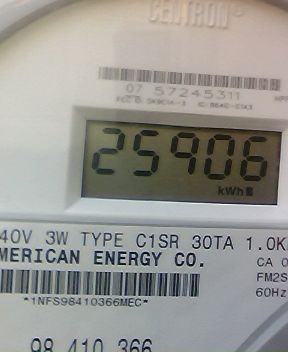 CENTRON®
07 57245311
25906
kWh
40V 3W TYPE C1SR 30TA 1.0K
MERICAN ENERGY CO.
CA 0
FM2S
60Hz
*1NFS98410366MEC*
98 410 366